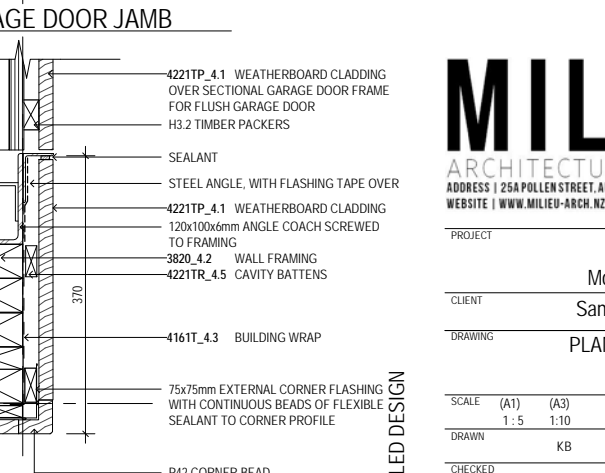 AGE DOOR JAMB
4221TP_4.1 WEATHERBOARD CLADDING
OVER SECTIONAL GARAGE DOOR FRAME
FOR FLUSH GARAGE DOOR
H3.2 TIMBER PACKERS
SEALANT
STEEL ANGLE, WITH FLASHING TAPE OVER
4221TP_4.1 WEATHERBOARD CLADDING
120x100x6mm ANGLE COACH SCREWED
TO FRAMING
3820_4.2 WALL FRAMING
4221TR_4.5 CAVITY BATTENS
370
4161T_4.3 BUILDING WRAP
75x75mm EXTERNAL CORNER FLASHING
WITH CONTINUOUS BEADS OF FLEXIBLE
SEALANT TO CORNER PROFILE
P42 CORNER BEAD
LED DESIGN
MIL
ARCHITECTU
ADDRESS | 25A POLLEN STREET, A
WEBSITE | WWW.MILIEU-ARCH.NZ
PROJECT
Mo
CLIENT
San
DRAWING
PLAN
SCALE (A1) (A3)
1 : 5 1:10
DRAWN
KB
CHECKED